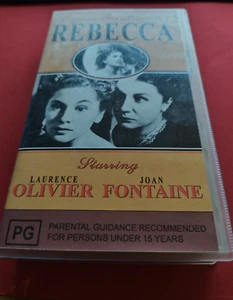 REBECCA
Starring
LAURENCE JOAN
OLIVIER FONTAINE
PG PARENTAL GUIDANCE RECOMMENDED
FOR PERSONS UNDER 15 YEARS